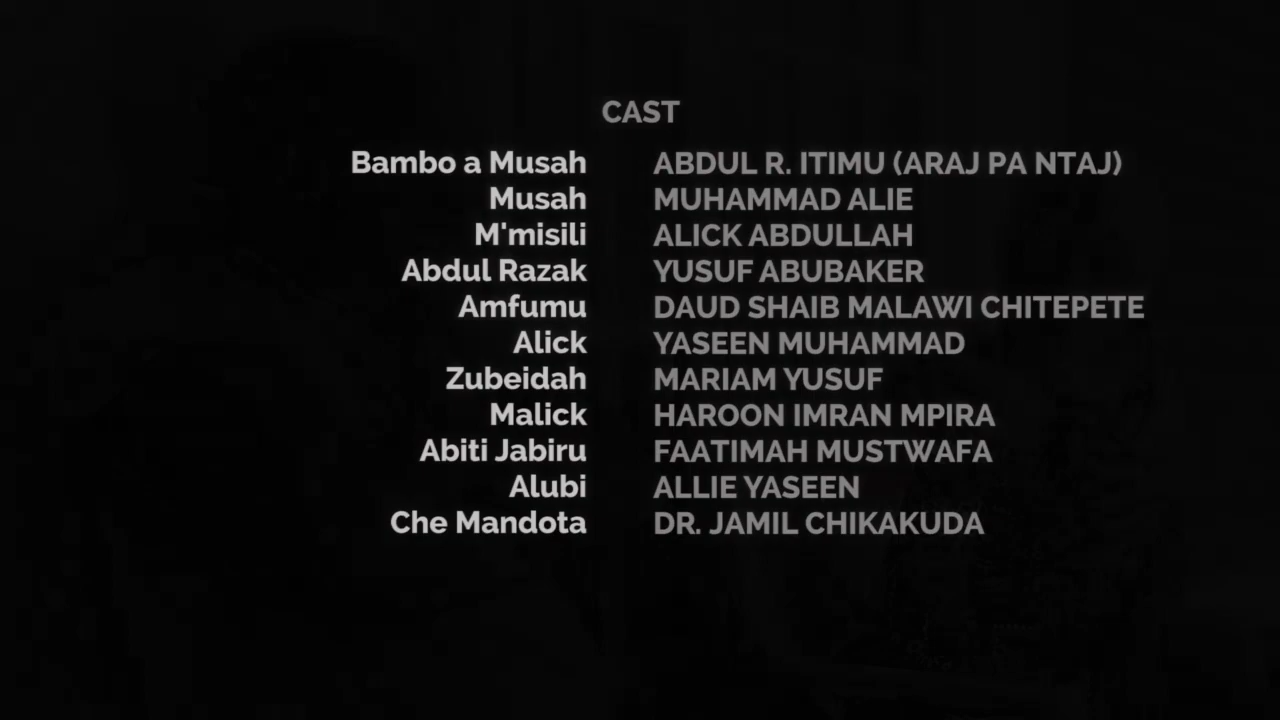 CAST
Bambo a Musah ABDUL R. ITIMU (ARAJ PA NTAJ)
Musah MUHAMMAD ALIE
M'misili ALICK ABDULLAH
Abdul Razak YUSUF ABUBAKER
Amfumu DAUD SHAIB MALAWI CHITEPETE
Alick YASEEN MUHAMMAD
Zubeidah MARIAM YUSUF
Malick HAROON IMRAN MPIRA
Abiti Jabiru FAATIMAH MUSTWAFA
Alubi ALLIE YASEEN
Che Mandota DR. JAMIL CHIKAKUDA